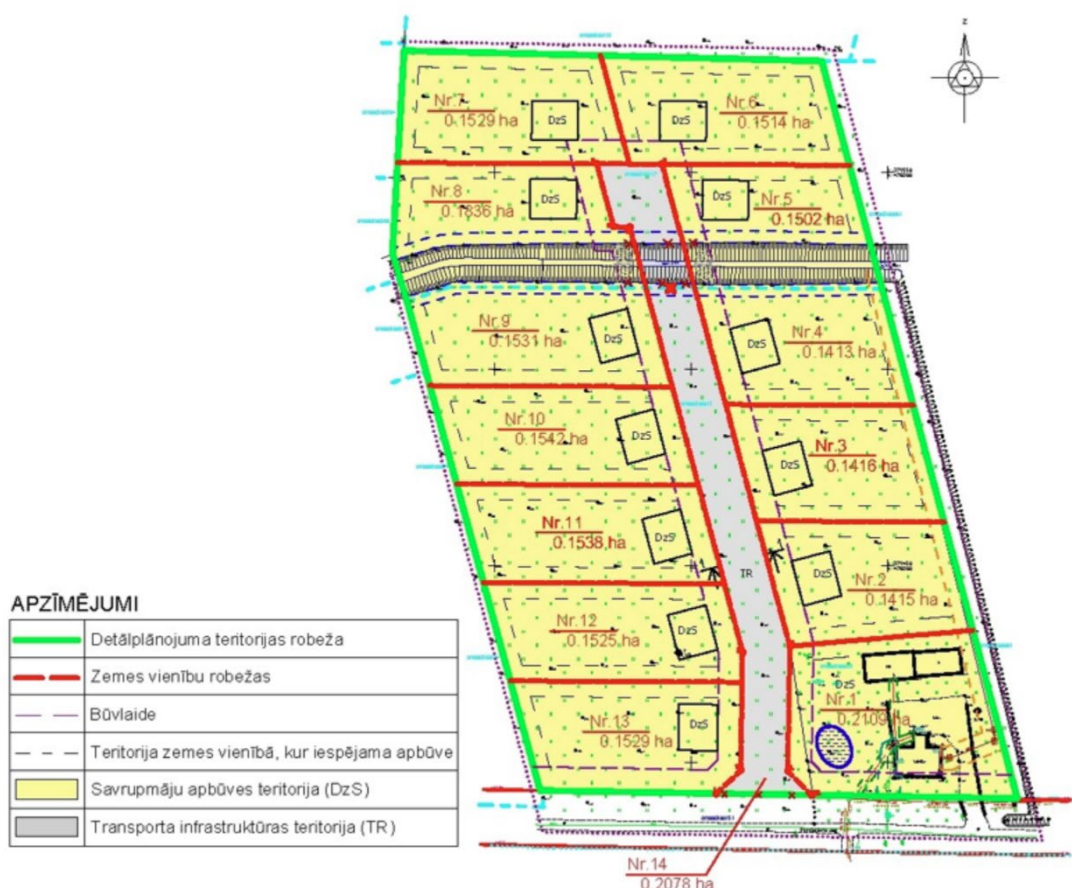 z
Nr.7
0.1529 ha
DzS
DzS
Nr.6
0.1514 ha
Nr.8
0.1836 ha
DzS
DzS
Nr.5
0.1502 ha
Nr.9
0.1531 ha
DzS
DzS
Nr.4
0.1413 ha
Nr.10
0.1542 ha
DzS
DzS
Nr.3
0.1416 ha
Nr.11
0.1538 ha
DzS
TR
DzS
Nr.2
0.1415 ha
Nr.12
0.1525 ha
DzS
DzS
Nr.1
0.2109 ha
Nr.13
0.1529 ha
DzS
Nr.14
0.2078 ha
APZĪMĒJUMI
Detālplānojuma teritorijas robeža
Zemes vienību robežas
Būvlaide
Teritorija zemes vienībā, kur iespējama apbūve
Savrupmāju apbūves teritorija (DzS)
Transporta infrastruktūras teritorija (TR)